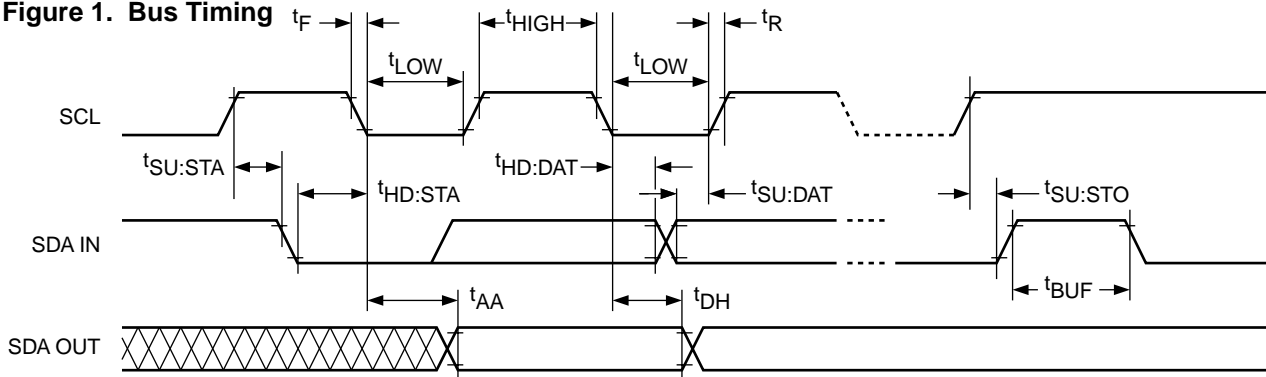 Figure 1. Bus Timing
tF
tHIGH
tR
tLOW
tLOW
SCL
tSU:STA
tHD:STA
tHD:DAT
tSU:DAT
tSU:STO
SDA IN
tBUF
tAA
tDH
SDA OUT